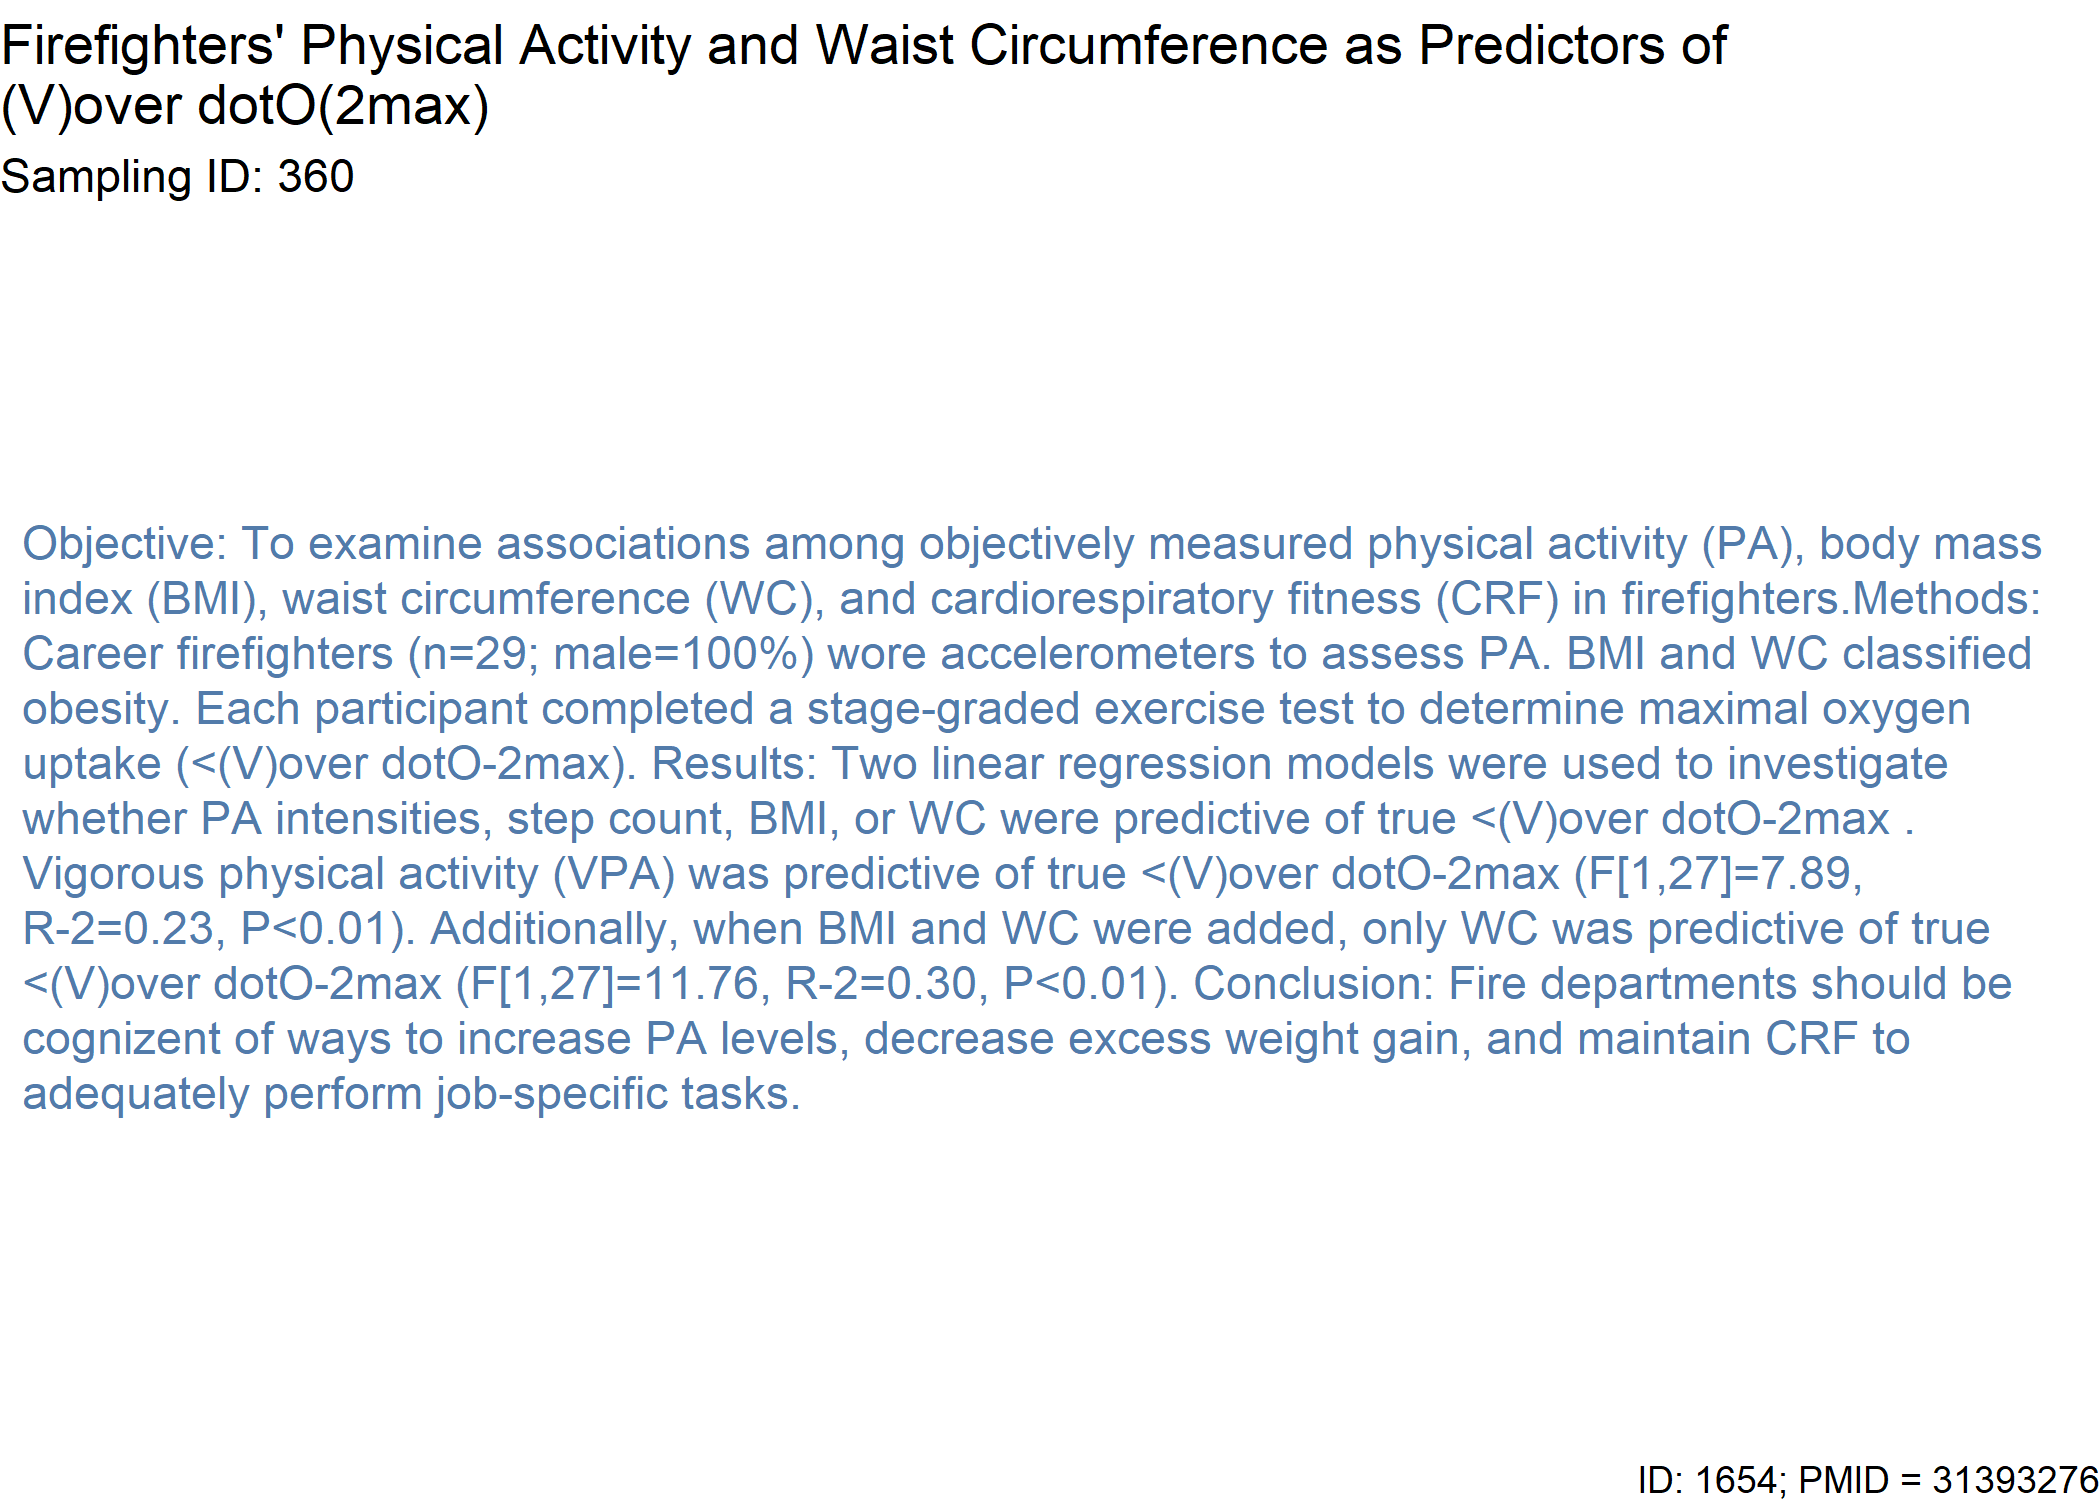 Firefighters' Physical Activity and Waist Circumference as Predictors of
(V)over dotO(2max)
Sampling ID: 360
Objective: To examine associations among objectively measured physical activity (PA), body mass
index (BMI), waist circumference (WC), and cardiorespiratory fitness (CRF) in firefighters.Methods:
Career firefighters (n=29; male=100%) wore accelerometers to assess PA. BMI and WC classified
obesity. Each participant completed a stage-graded exercise test to determine maximal oxygen
uptake (<(V)over dotO-2max). Results: Two linear regression models were used to investigate
whether PA intensities, step count, BMI, or WC were predictive of true <(V)over dotO-2max .
Vigorous physical activity (VPA) was predictive of true <(V)over dotO-2max (F[1,27]=7.89,
R-2=0.23, P<0.01). Additionally, when BMI and WC were added, only WC was predictive of true
<(V)over dotO-2max (F[1,27]=11.76, R-2=0.30, P<0.01). Conclusion: Fire departments should be
cognizent of ways to increase PA levels, decrease excess weight gain, and maintain CRF to
adequately perform job-specific tasks.
ID: 1654; PMID = 31393276